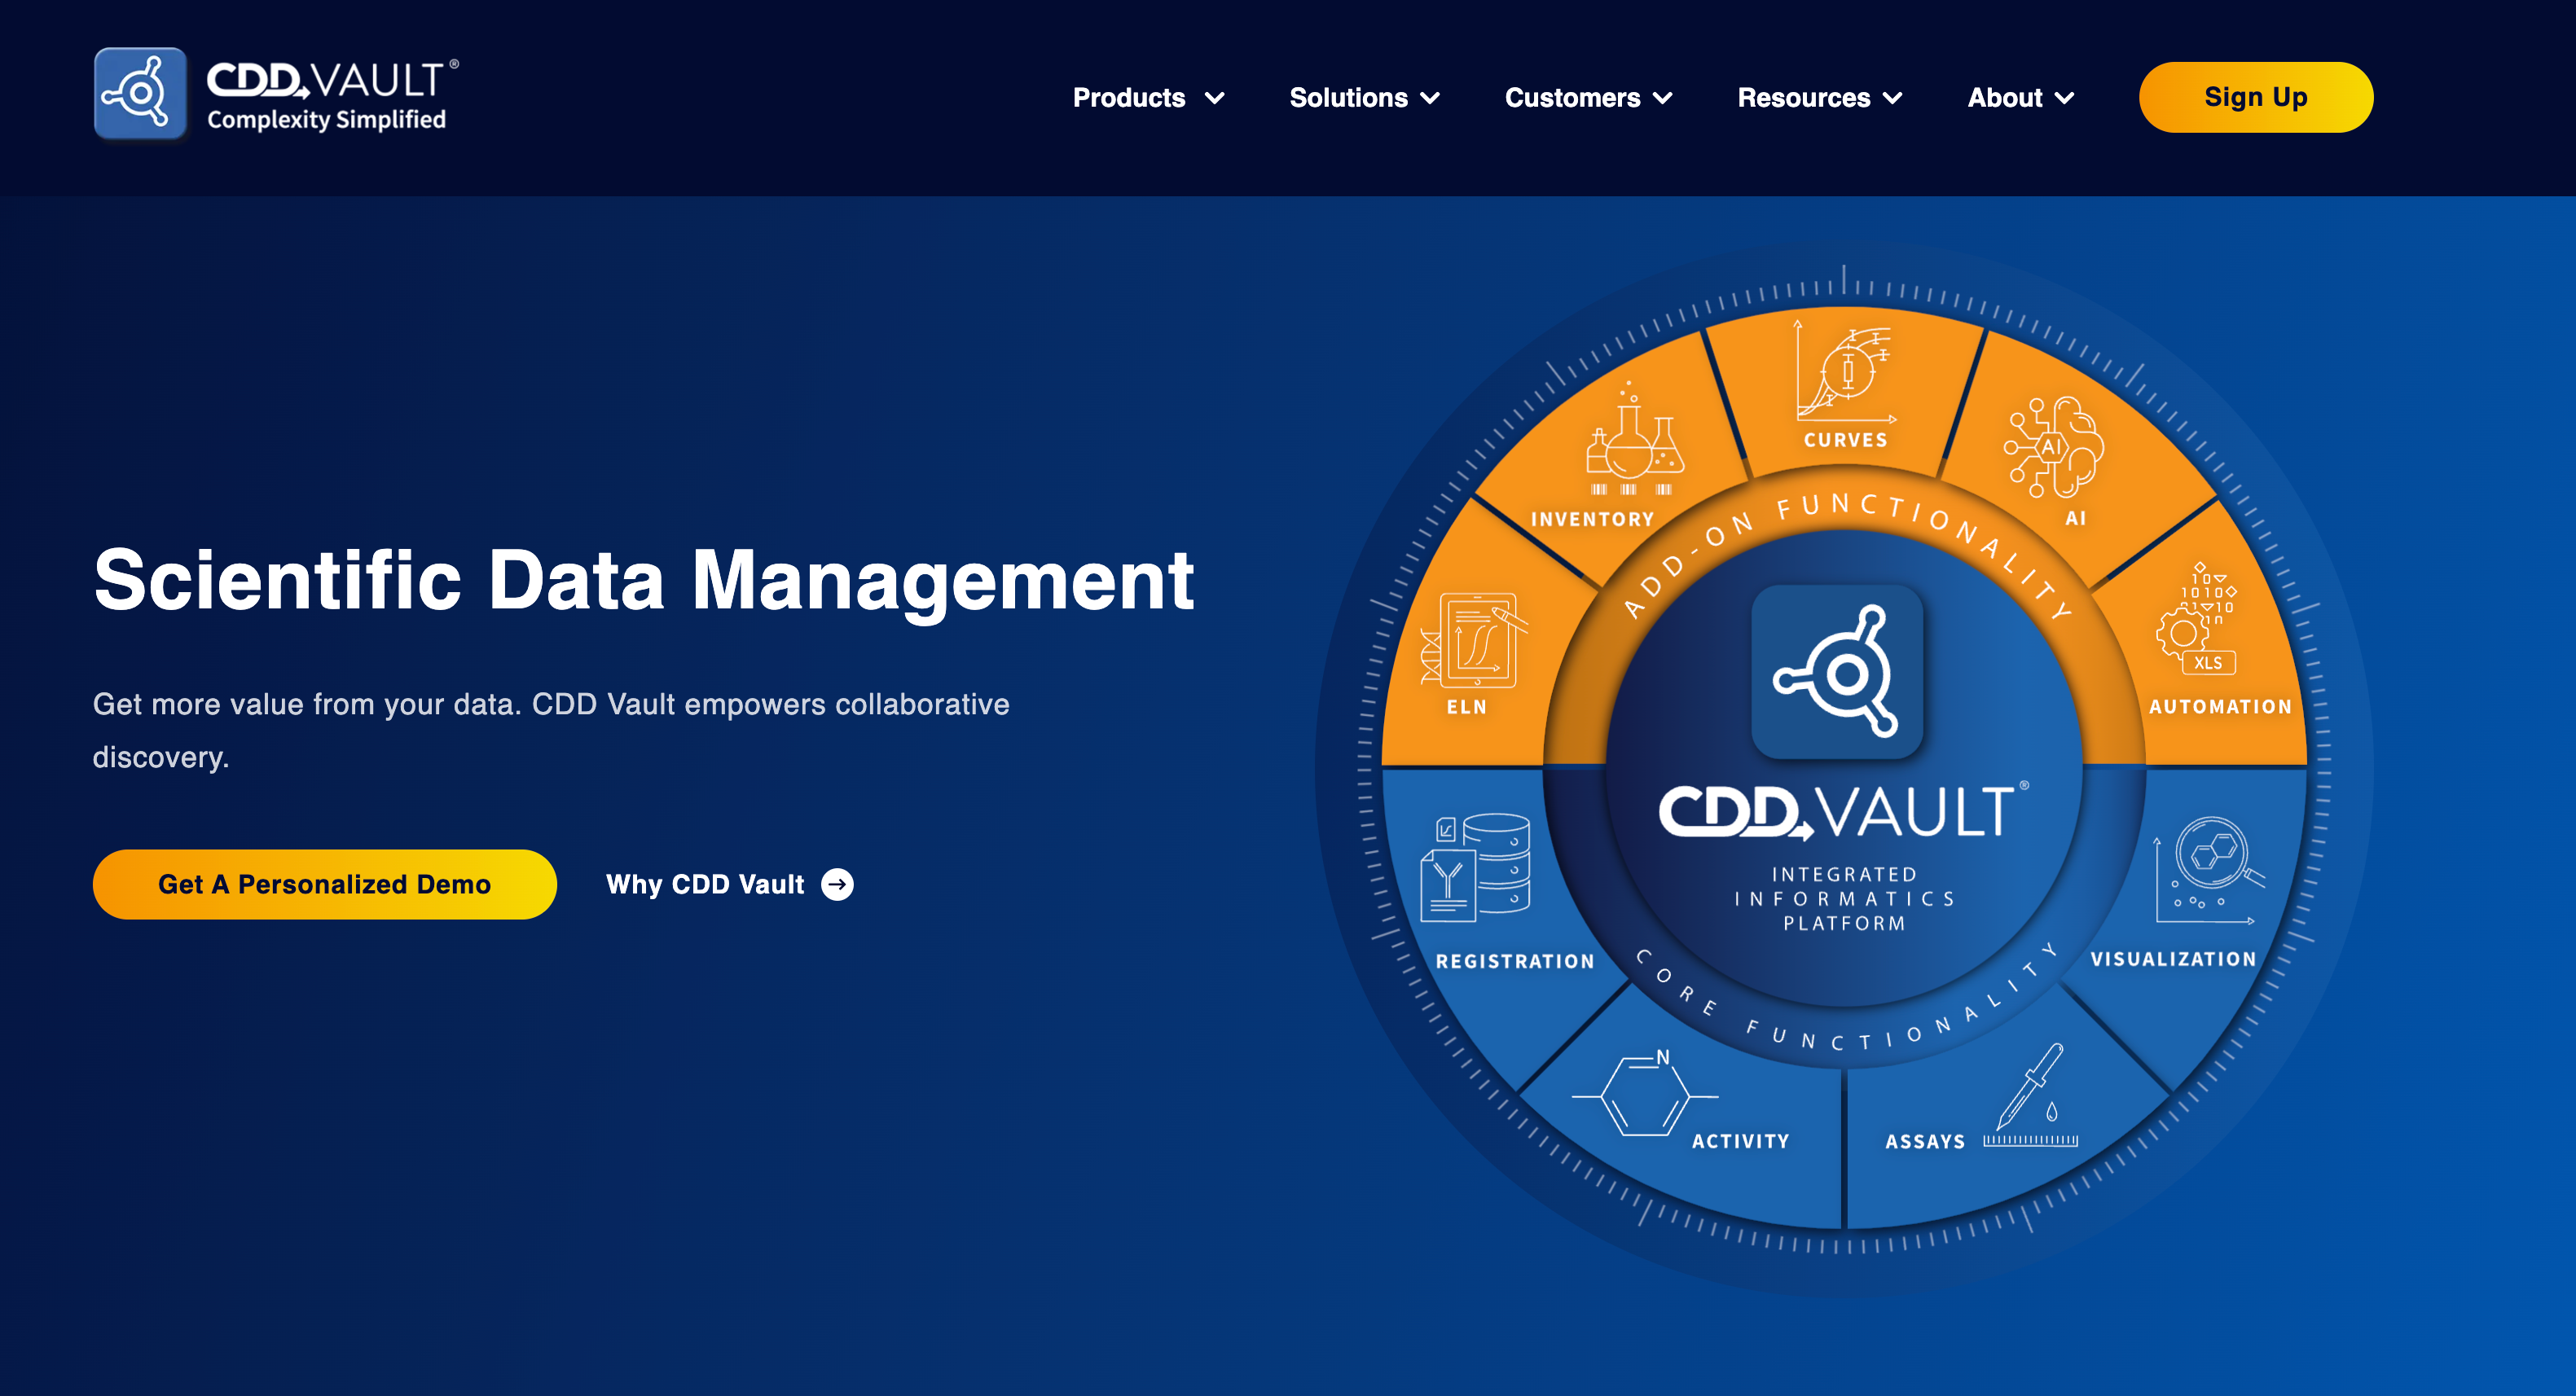 CDD VAULT®
Complexity Simplified
Products
Solutions
Customers
Resources
About
Sign Up
Scientific Data Management
Get more value from your data. CDD Vault empowers collaborative
discovery.
Get A Personalized Demo
Why CDD Vault
CURVES
INVENTORY
AI
AI
ELN
XLS
AUTOMATION
ADD-ON FUNCTIONALITY
CDD VAULT®
INTEGRATED
INFORMATICS
PLATFORM
CORE FUNCTIONALITY
REGISTRATION
VISUALIZATION
N
ACTIVITY
ASSAYS